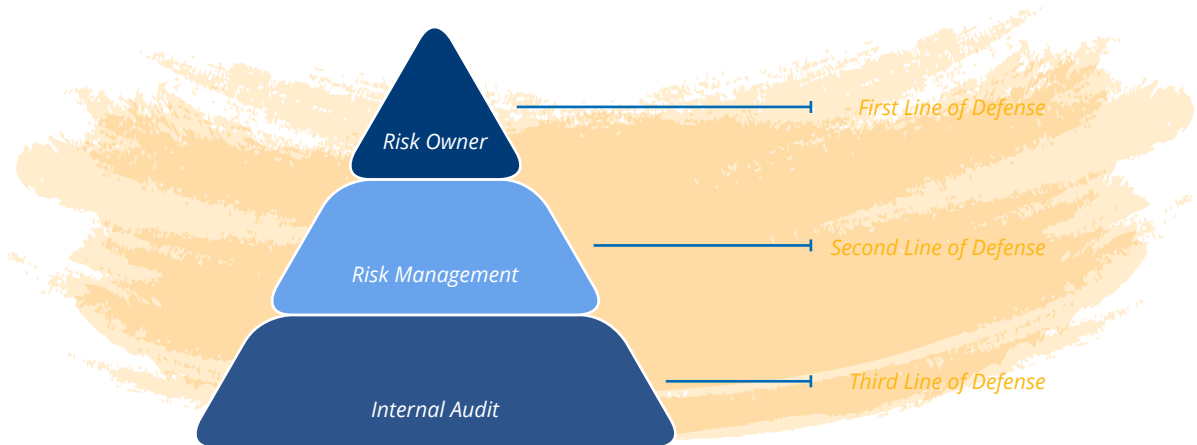 Risk Owner
First Line of Defense
Risk Management
Second Line of Defense
Internal Audit
Third Line of Defense